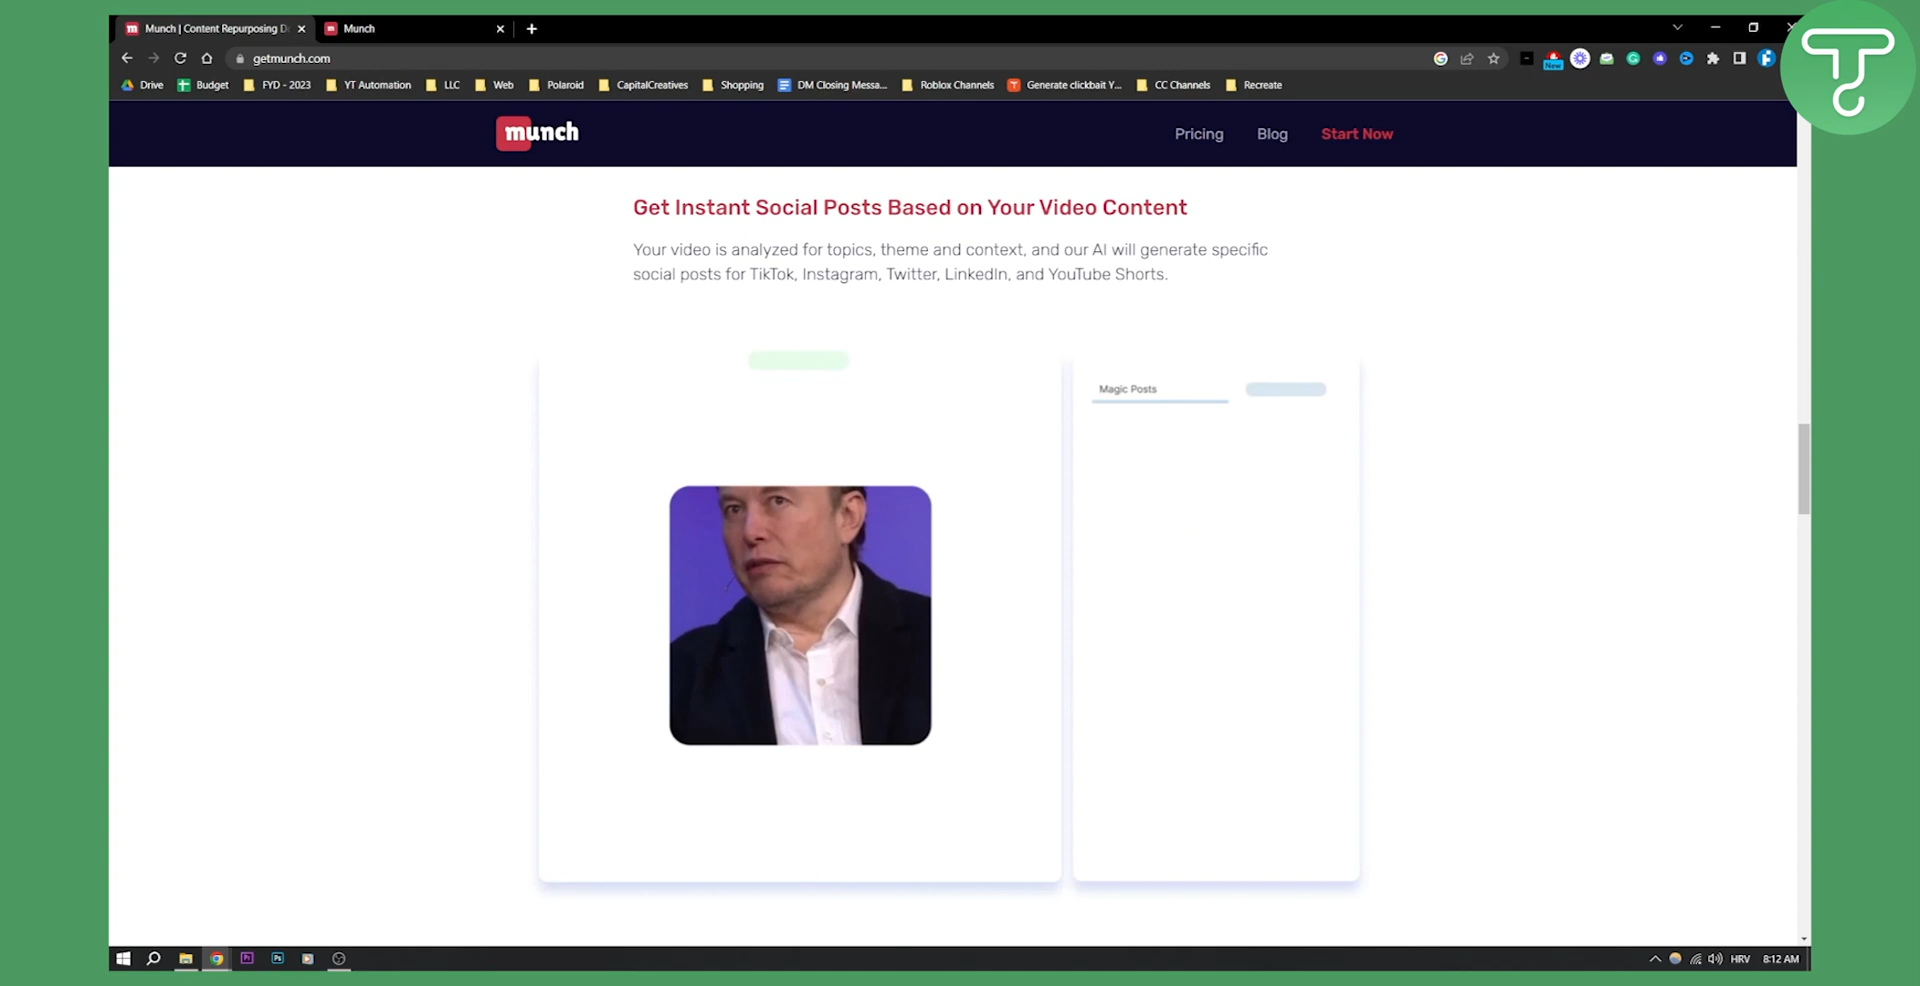 Munch | Content Repurposing D
Munch
getmunch.com
New
Drive
Budget
FYD - 2023
YT Automation
LLC
Web
Polaroid
CapitalCreatives
Shopping
DM Closing Messa...
Roblox Channels
Generate clickbait Y...
CC Channels
Recreate
munch
Pricing
Blog
Start Now
Get Instant Social Posts Based on Your Video Content
Your video is analyzed for topics, theme and context, and our AI will generate specific
social posts for TikTok, Instagram, Twitter, LinkedIn, and YouTube Shorts.
Magic Posts
Pr
Ps
HRV
8:12 AM